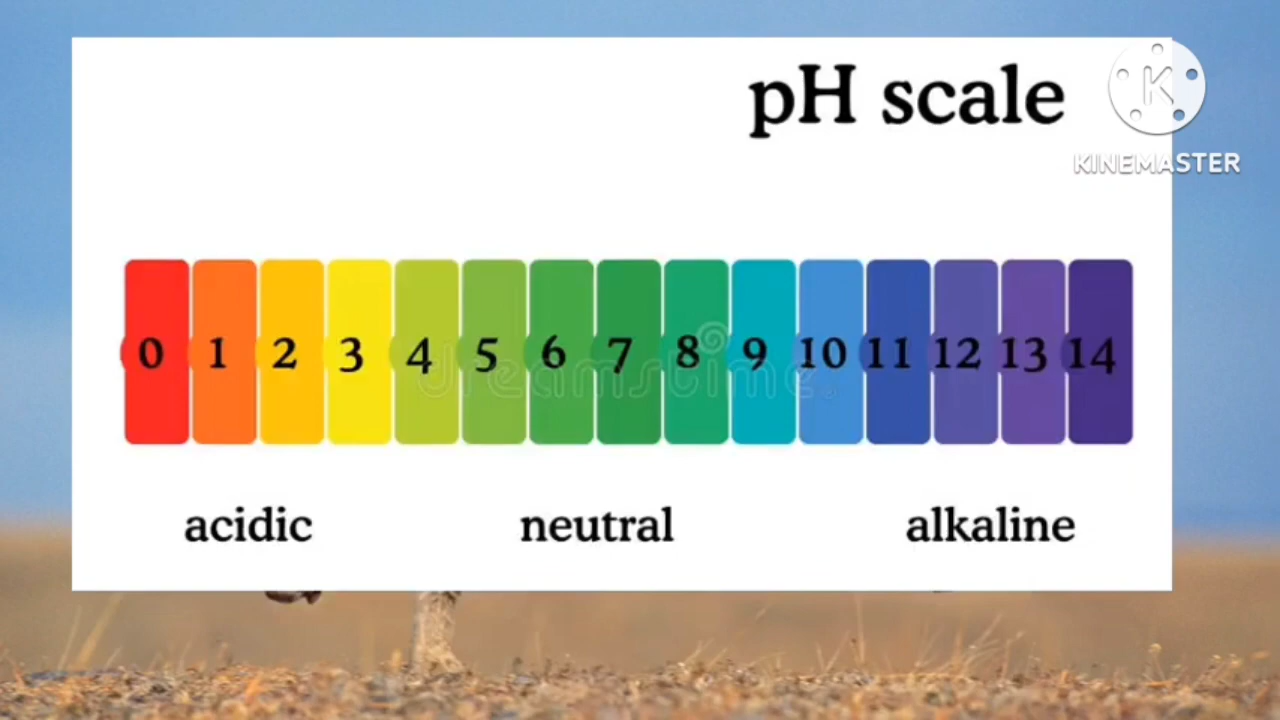 pH scale
KINEMASTER
0 1 2 3 4 5 6 7 8 9 10 11 12 13 14
dreamstime.
acidic neutral alkaline